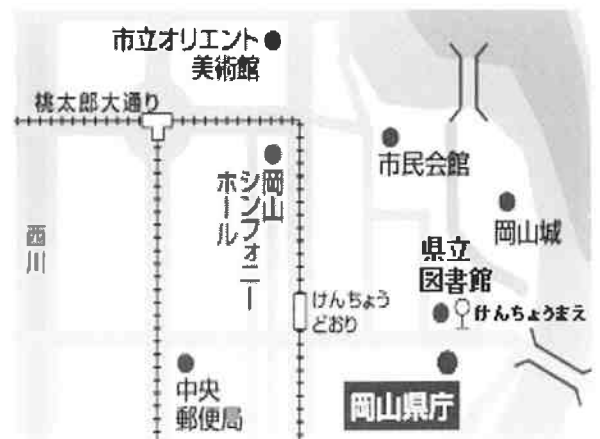 市立オリエント
美術館
桃太郎大通り
市民会館
岡山
シンフォニー
ホール
岡山城
西川
県立
図書館
けんちょう
どおり
けんちょうまえ
中央
郵便局
岡山県庁